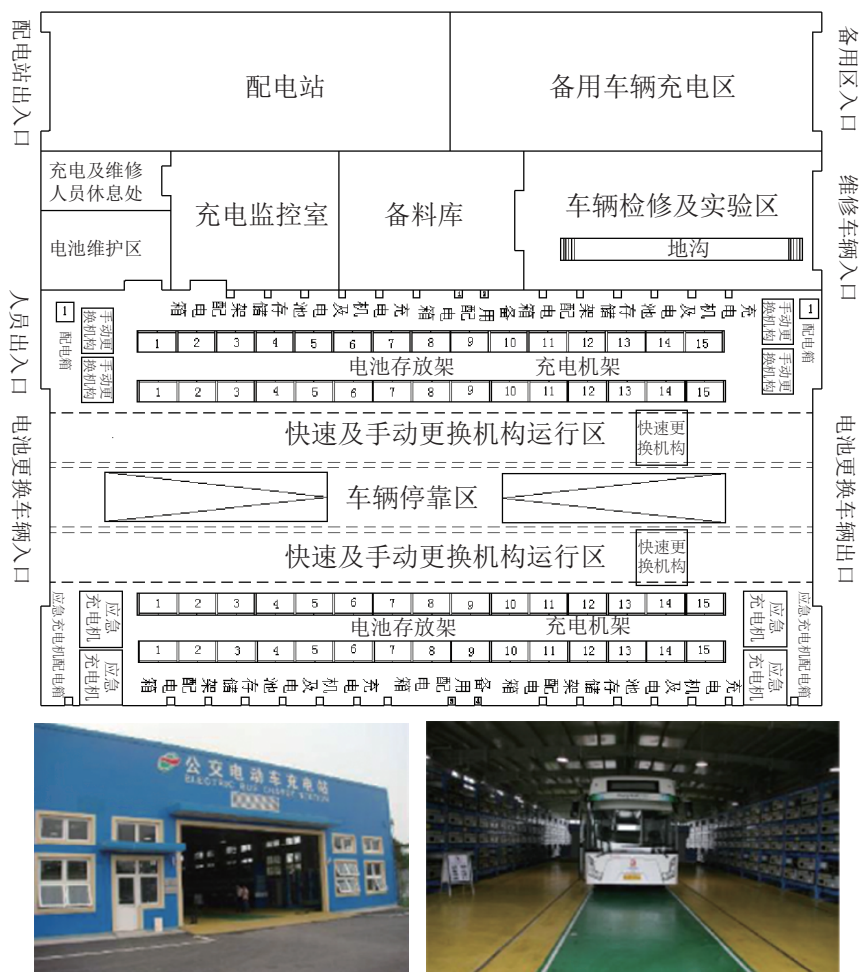 配电站出入口
配电站
备用车辆充电区
备用区入口
充电及维修
人员休息处
充电监控室
备料库
车辆检修及实验区
地沟
维修车辆入口
电池维护区
人员出入口
1
配电箱
手动更
换机构
手动更
换机构
充电机及电池存储架配电箱
备用配电箱
充电机及电池存储架配电箱
手动更
换机构
手动更
换机构
1
配电箱
1 2 3 4 5 6 7 8 9 10 11 12 13 14 15
电池存放架
充电机架
1 2 3 4 5 6 7 8 9 10 11 12 13 14 15
快速及手动更换机构运行区
快速更
换机构
电池更换车辆入口
车辆停靠区
电池更换车辆出口
快速及手动更换机构运行区
快速更
换机构
1 2 3 4 5 6 7 8 9 10 11 12 13 14 15
电池存放架
充电机架
1 2 3 4 5 6 7 8 9 10 11 12 13 14 15
应急充电机配电箱
应急
充电机
应急
充电机
应急
充电机
应急
充电机
应急充电机配电箱
充电机及电池存储架配电箱
备用配电箱
充电机及电池存储架配电箱
公交电动车充电站
ELECTRIC BUS CHARGE STATION